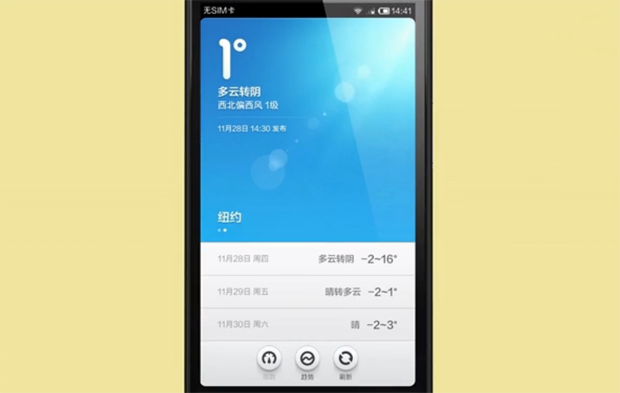 无SIM卡 14:41
1°
多云转阴
西北偏西风 1级
11月28日 14:30 发布
纽约
11月28日 周四 多云转阴 -2~16°
11月29日 周五 晴转多云 -2~1°
11月30日 周六 晴 -2~3°
趋势 刷新